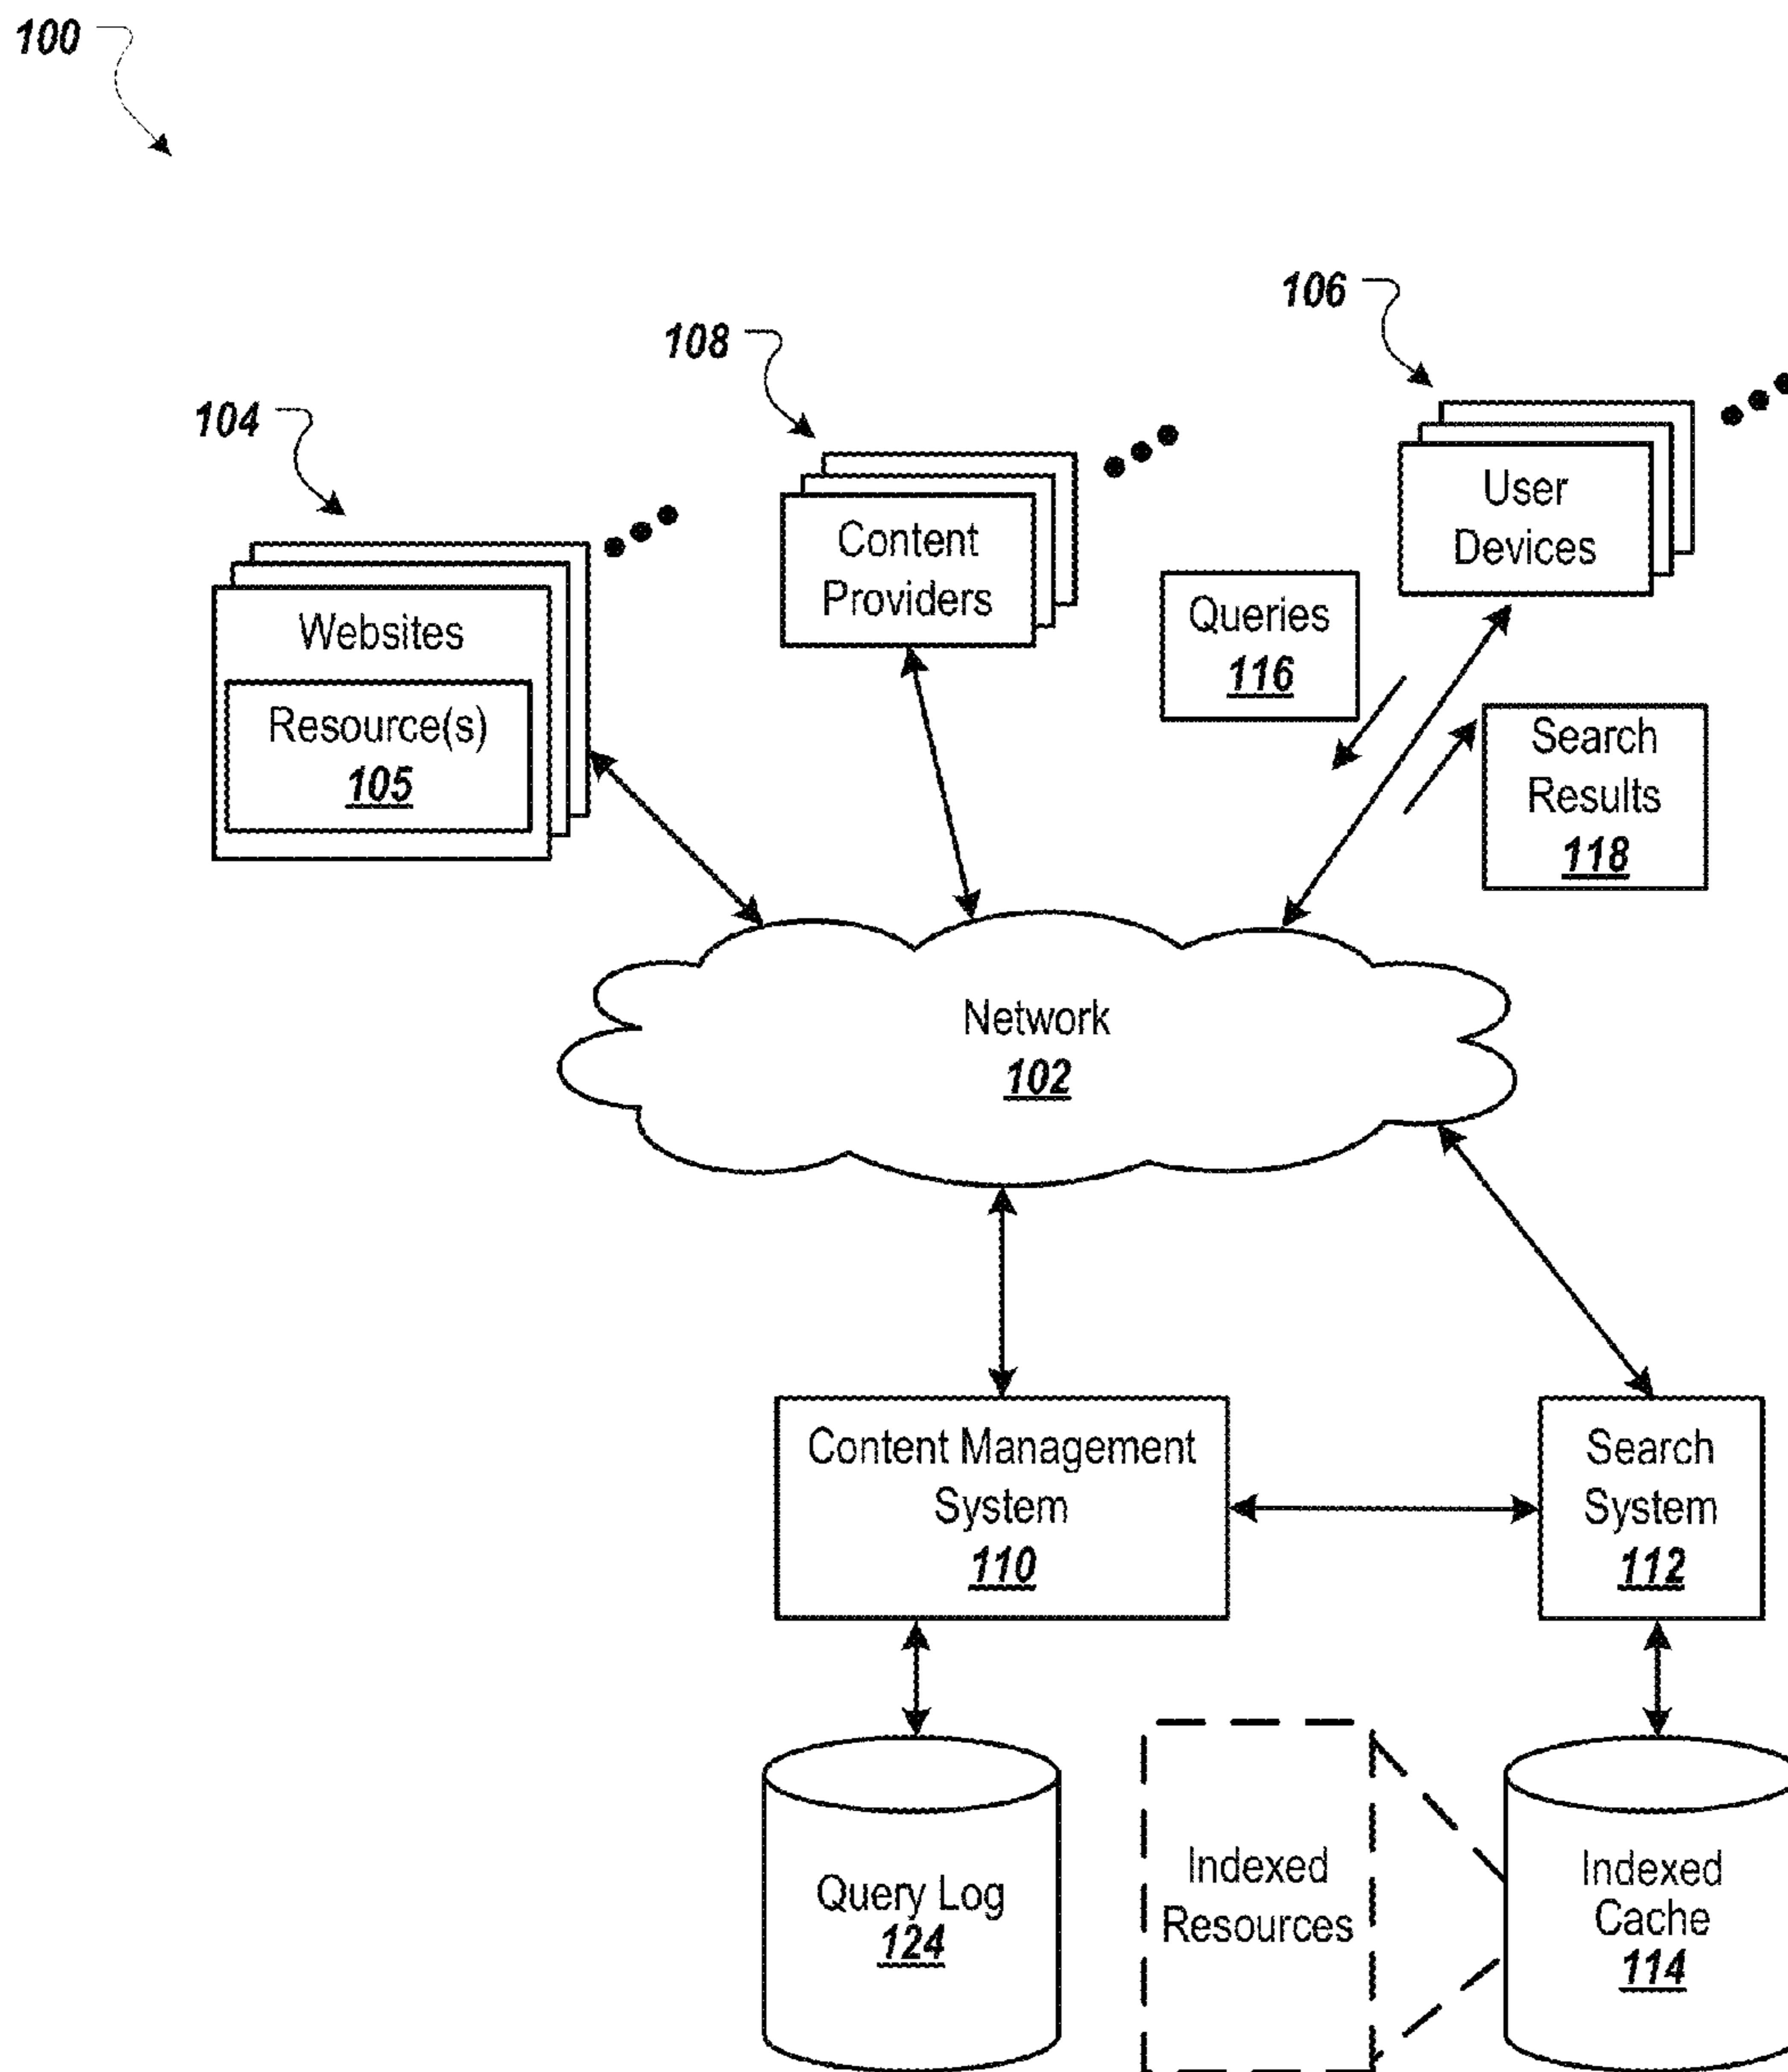 100
106
108
104
User
Devices
Content
Providers
Queries
116
Websites
Resource(s)
105
Search
Results
118
Network
102
Content Management
System
110
Search
System
112
Query Log
124
Indexed
Resources
Indexed
Cache
114